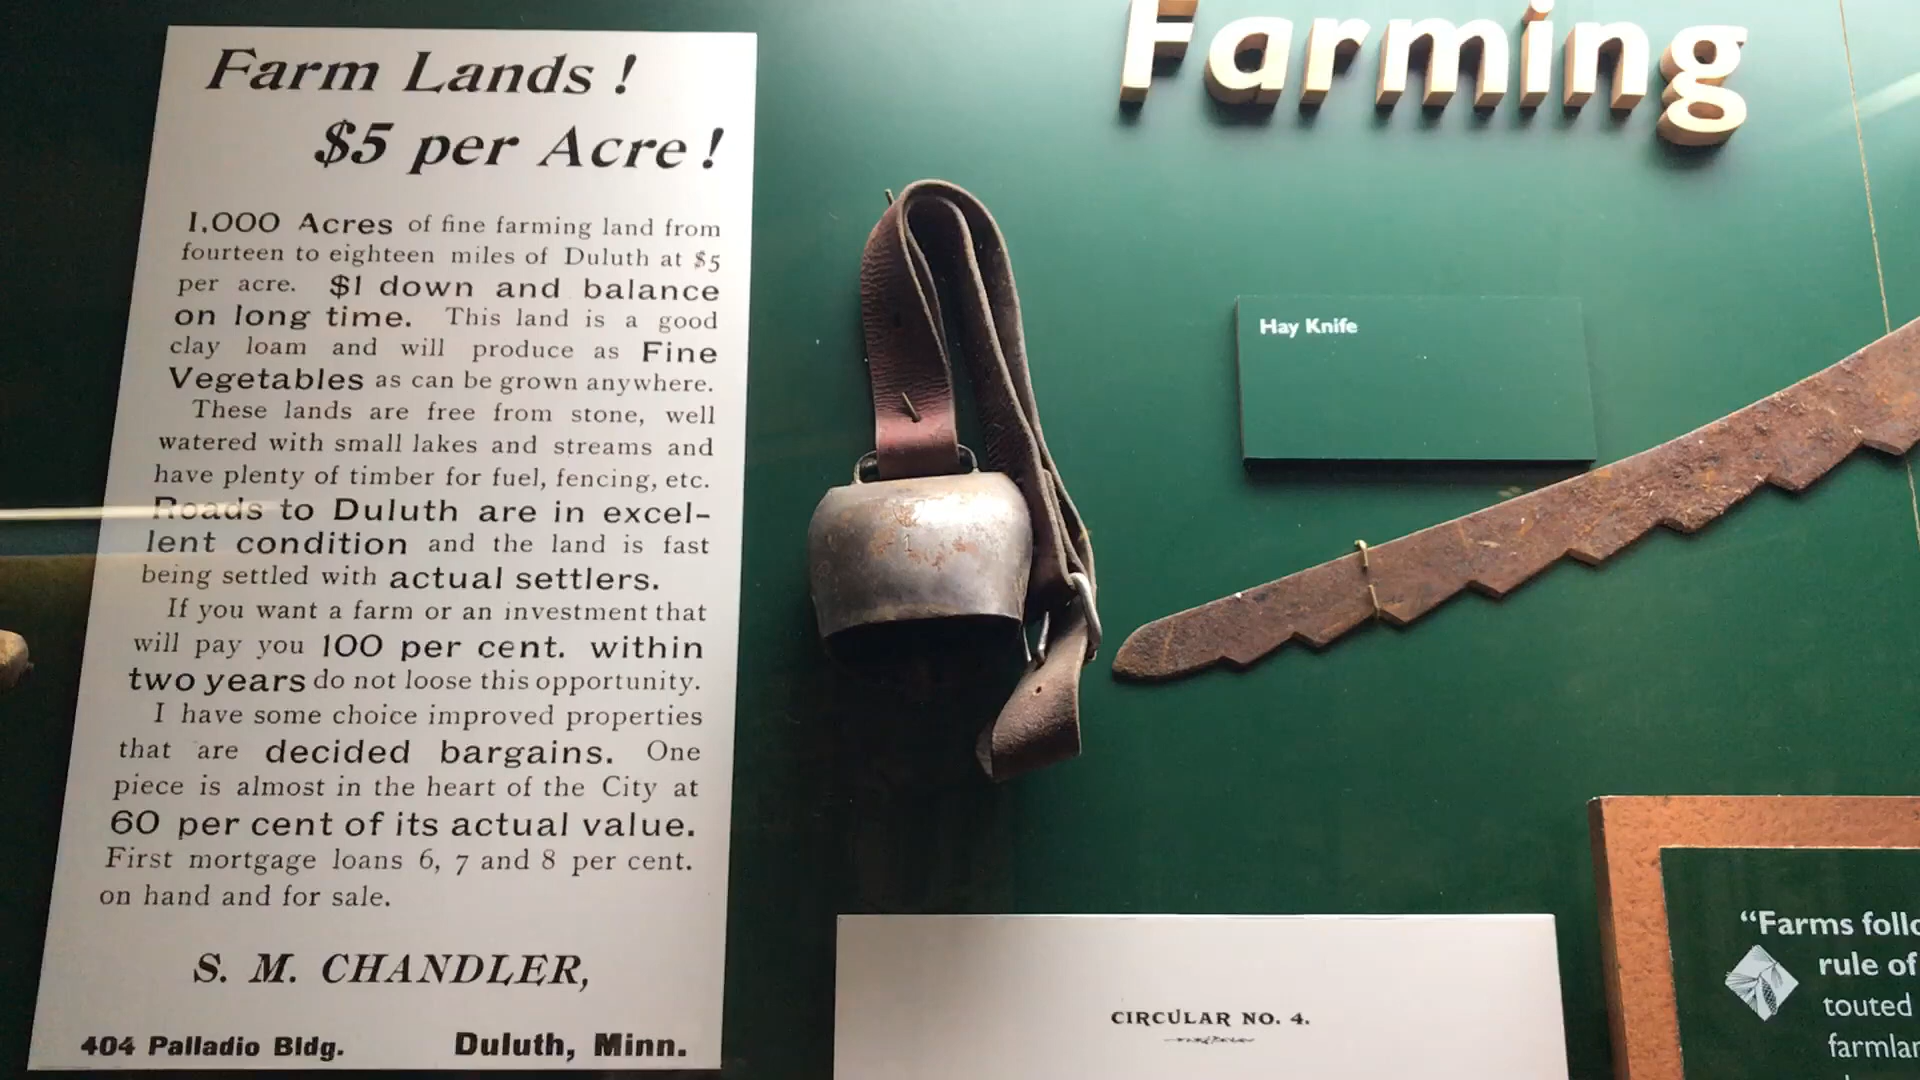 Farm Lands !
$5 per Acre !
1,000 Acres of fine farming land from
fourteen to eighteen miles of Duluth at $5
per acre. $1 down and balance
on long time. This land is a good
clay loam and will produce as Fine
Vegetables as can be grown anywhere.
These lands are free from stone, well
watered with small lakes and streams and
have plenty of timber for fuel, fencing, etc.
Roads to Duluth are in excel-
lent condition and the land is fast
being settled with actual settlers.
If you want a farm or an investment that
will pay you 100 per cent. within
two years do not loose this opportunity.
I have some choice improved properties
that are decided bargains. One
piece is almost in the heart of the City at
60 per cent of its actual value.
First mortgage loans 6, 7 and 8 per cent.
on hand and for sale.
S. M. CHANDLER,
404 Palladio Bldg. Duluth, Minn.
Farming
1
Hay Knife
CIRCULAR NO. 4.
“Farms
rule of
touted